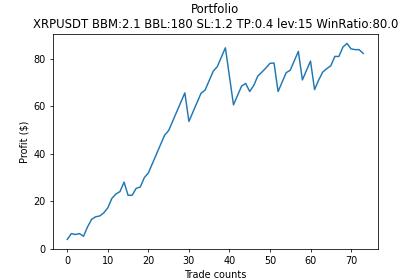 Portfolio
XRPUSDT BBM:2.1 BBL:180 SL:1.2 TP:0.4 lev:15 WinRatio:80.0
80
60
40
20
0
Profit ($)
0 10 20 30 40 50 60 70
Trade counts